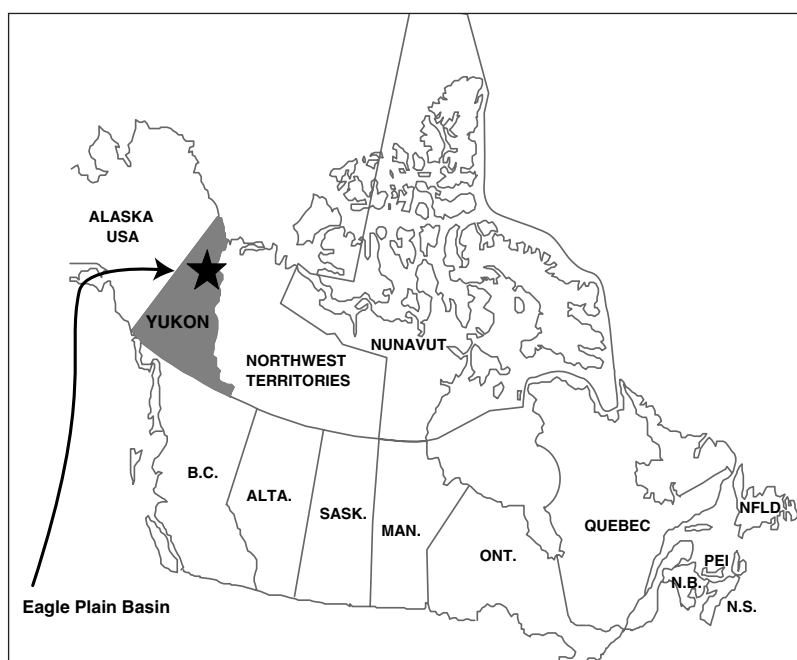 ALASKA
USA
YUKON
NORTHWEST
TERRITORIES
NUNAVUT
B.C.
ALTA.
SASK.
MAN.
ONT.
QUEBEC
NFLD
PEI
N.B.
N.S.
Eagle Plain Basin